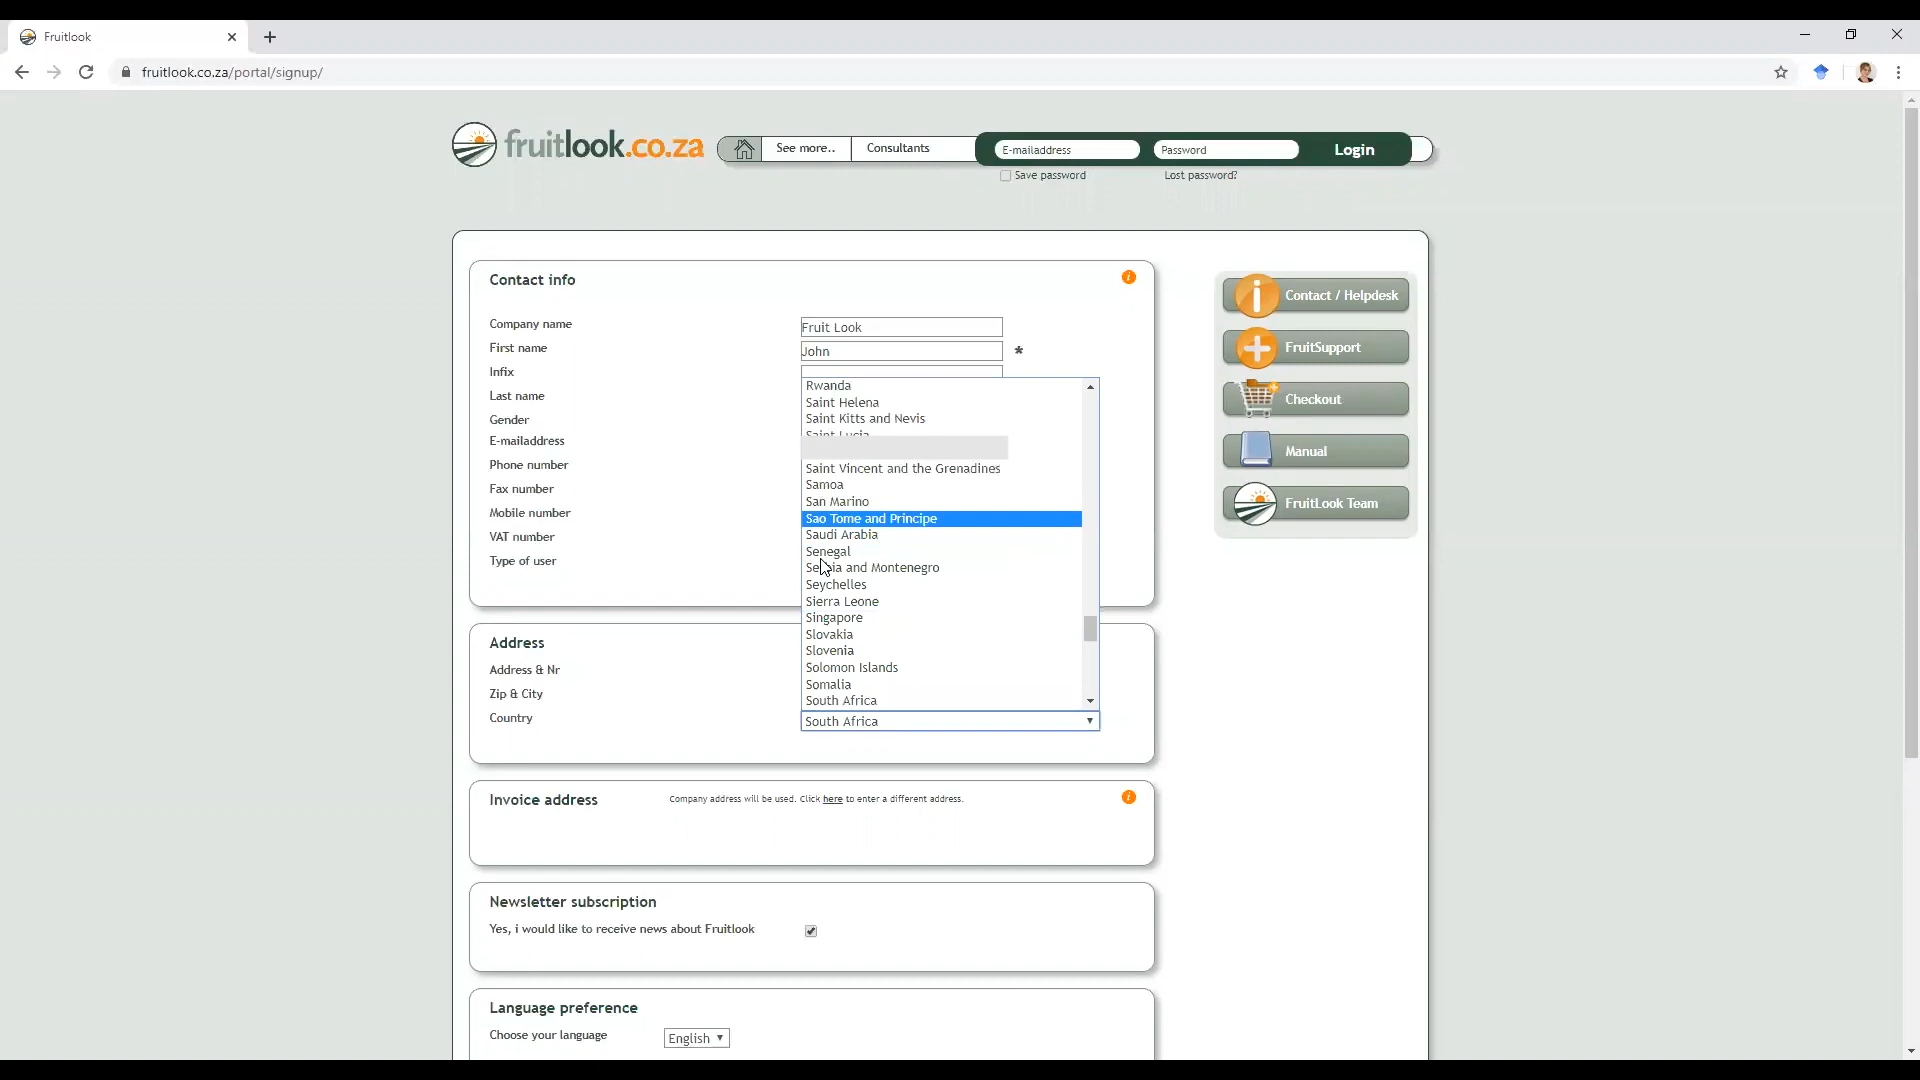 Fruitlook
fruitlook.co.za/portal/signup/
fruitlook.co.za
See more..
Consultants
E-mailaddress
Password
Login
Save password
Lost password?
Contact info
Company name
Fruit Look
First name
John
*
Infix
Last name
Gender
E-mailaddress
Phone number
Fax number
Mobile number
VAT number
Type of user
Rwanda
Saint Helena
Saint Kitts and Nevis
Saint Lucia
Saint Vincent and the Grenadines
Samoa
San Marino
Sao Tome and Principe
Saudi Arabia
Senegal
Serbia and Montenegro
Seychelles
Sierra Leone
Singapore
Slovakia
Slovenia
Solomon Islands
Somalia
South Africa
Address
Address & Nr
Zip & City
Country
South Africa
Invoice address
Company address will be used. Click here to enter a different address.
Newsletter subscription
Yes, i would like to receive news about Fruitlook
Language preference
Choose your language
English
Contact / Helpdesk
FruitSupport
Checkout
Manual
FruitLook Team